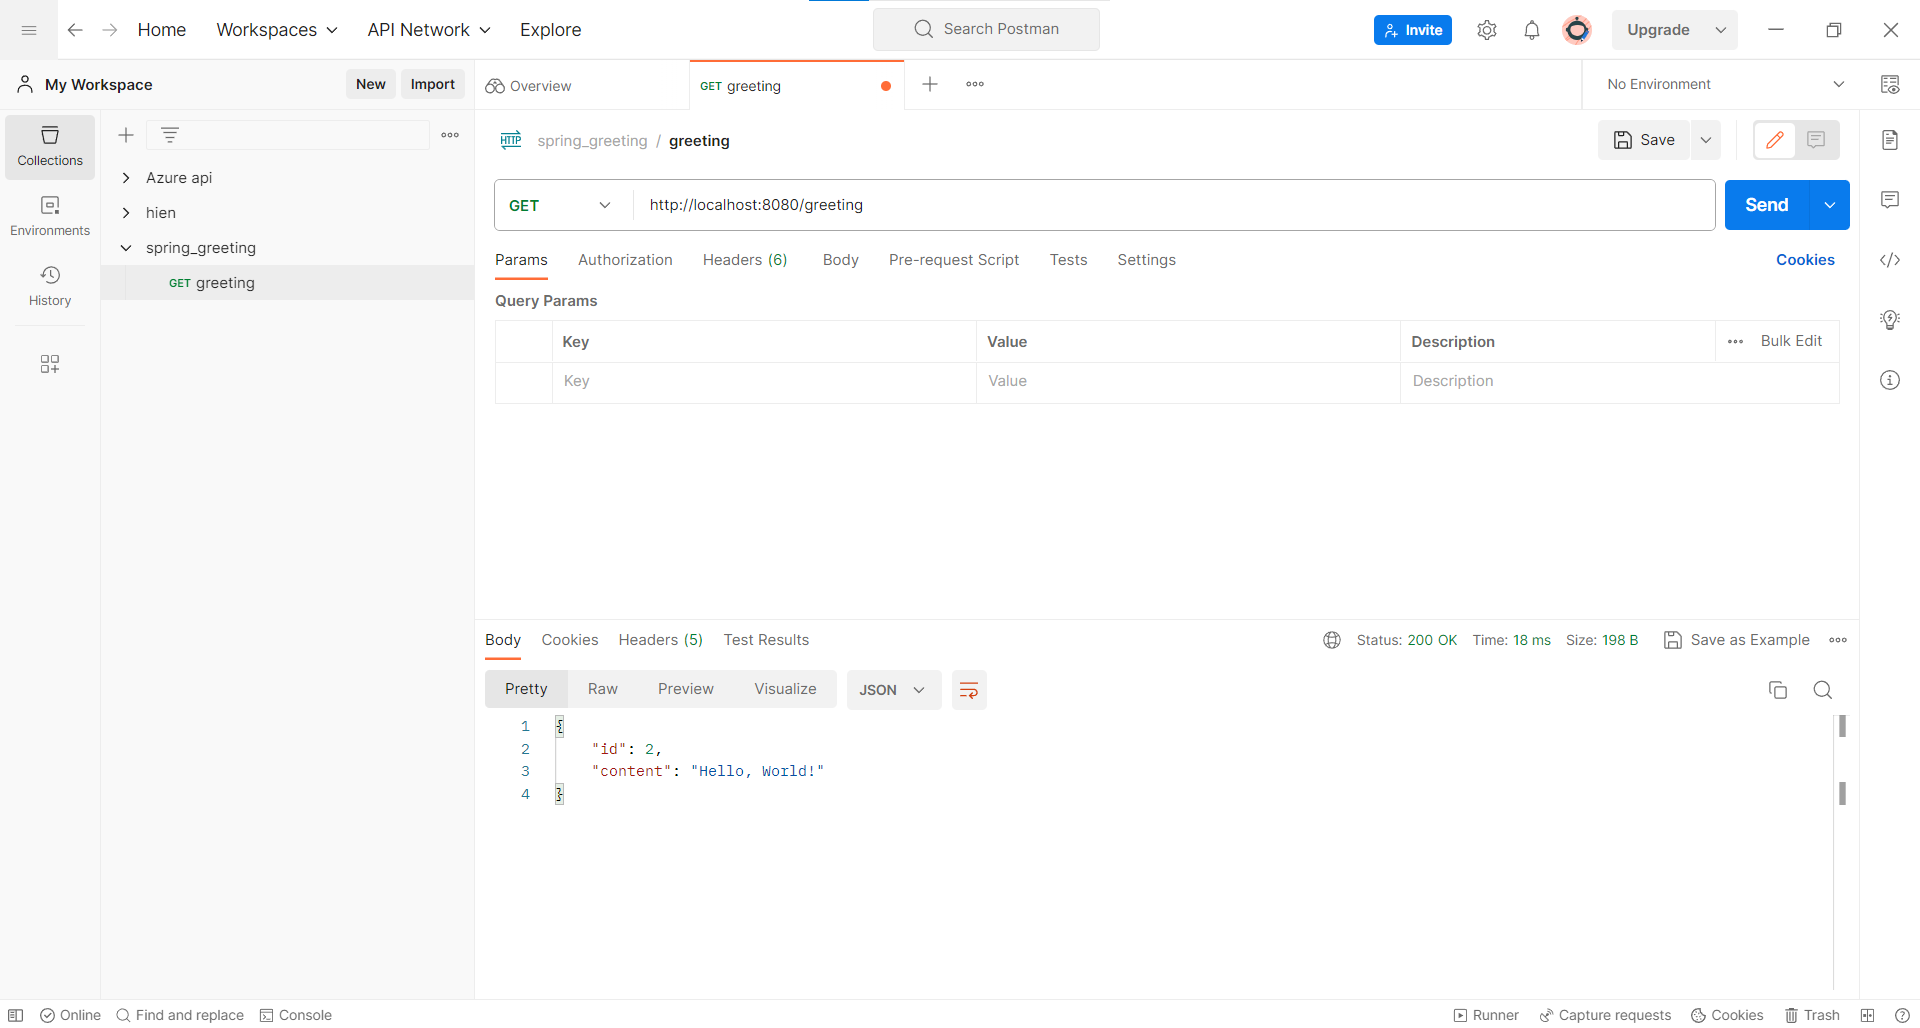 Home Workspaces API Network Explore Search Postman Invite Upgrade
My Workspace New Import Overview GET greeting No Environment
Collections
Environments
History
Azure api
hien
spring_greeting
GET greeting
HTTP spring_greeting / greeting Save
GET http://localhost:8080/greeting Send
Params Authorization Headers (6) Body Pre-request Script Tests Settings Cookies
Query Params
Key Value Description Bulk Edit
Key Value Description
Body Cookies Headers (5) Test Results Status: 200 OK Time: 18 ms Size: 198 B Save as Example
Pretty Raw Preview Visualize JSON
1 {
2 "id": 2,
3 "content": "Hello, World!"
4 }
Online Find and replace Console Runner Capture requests Cookies Trash